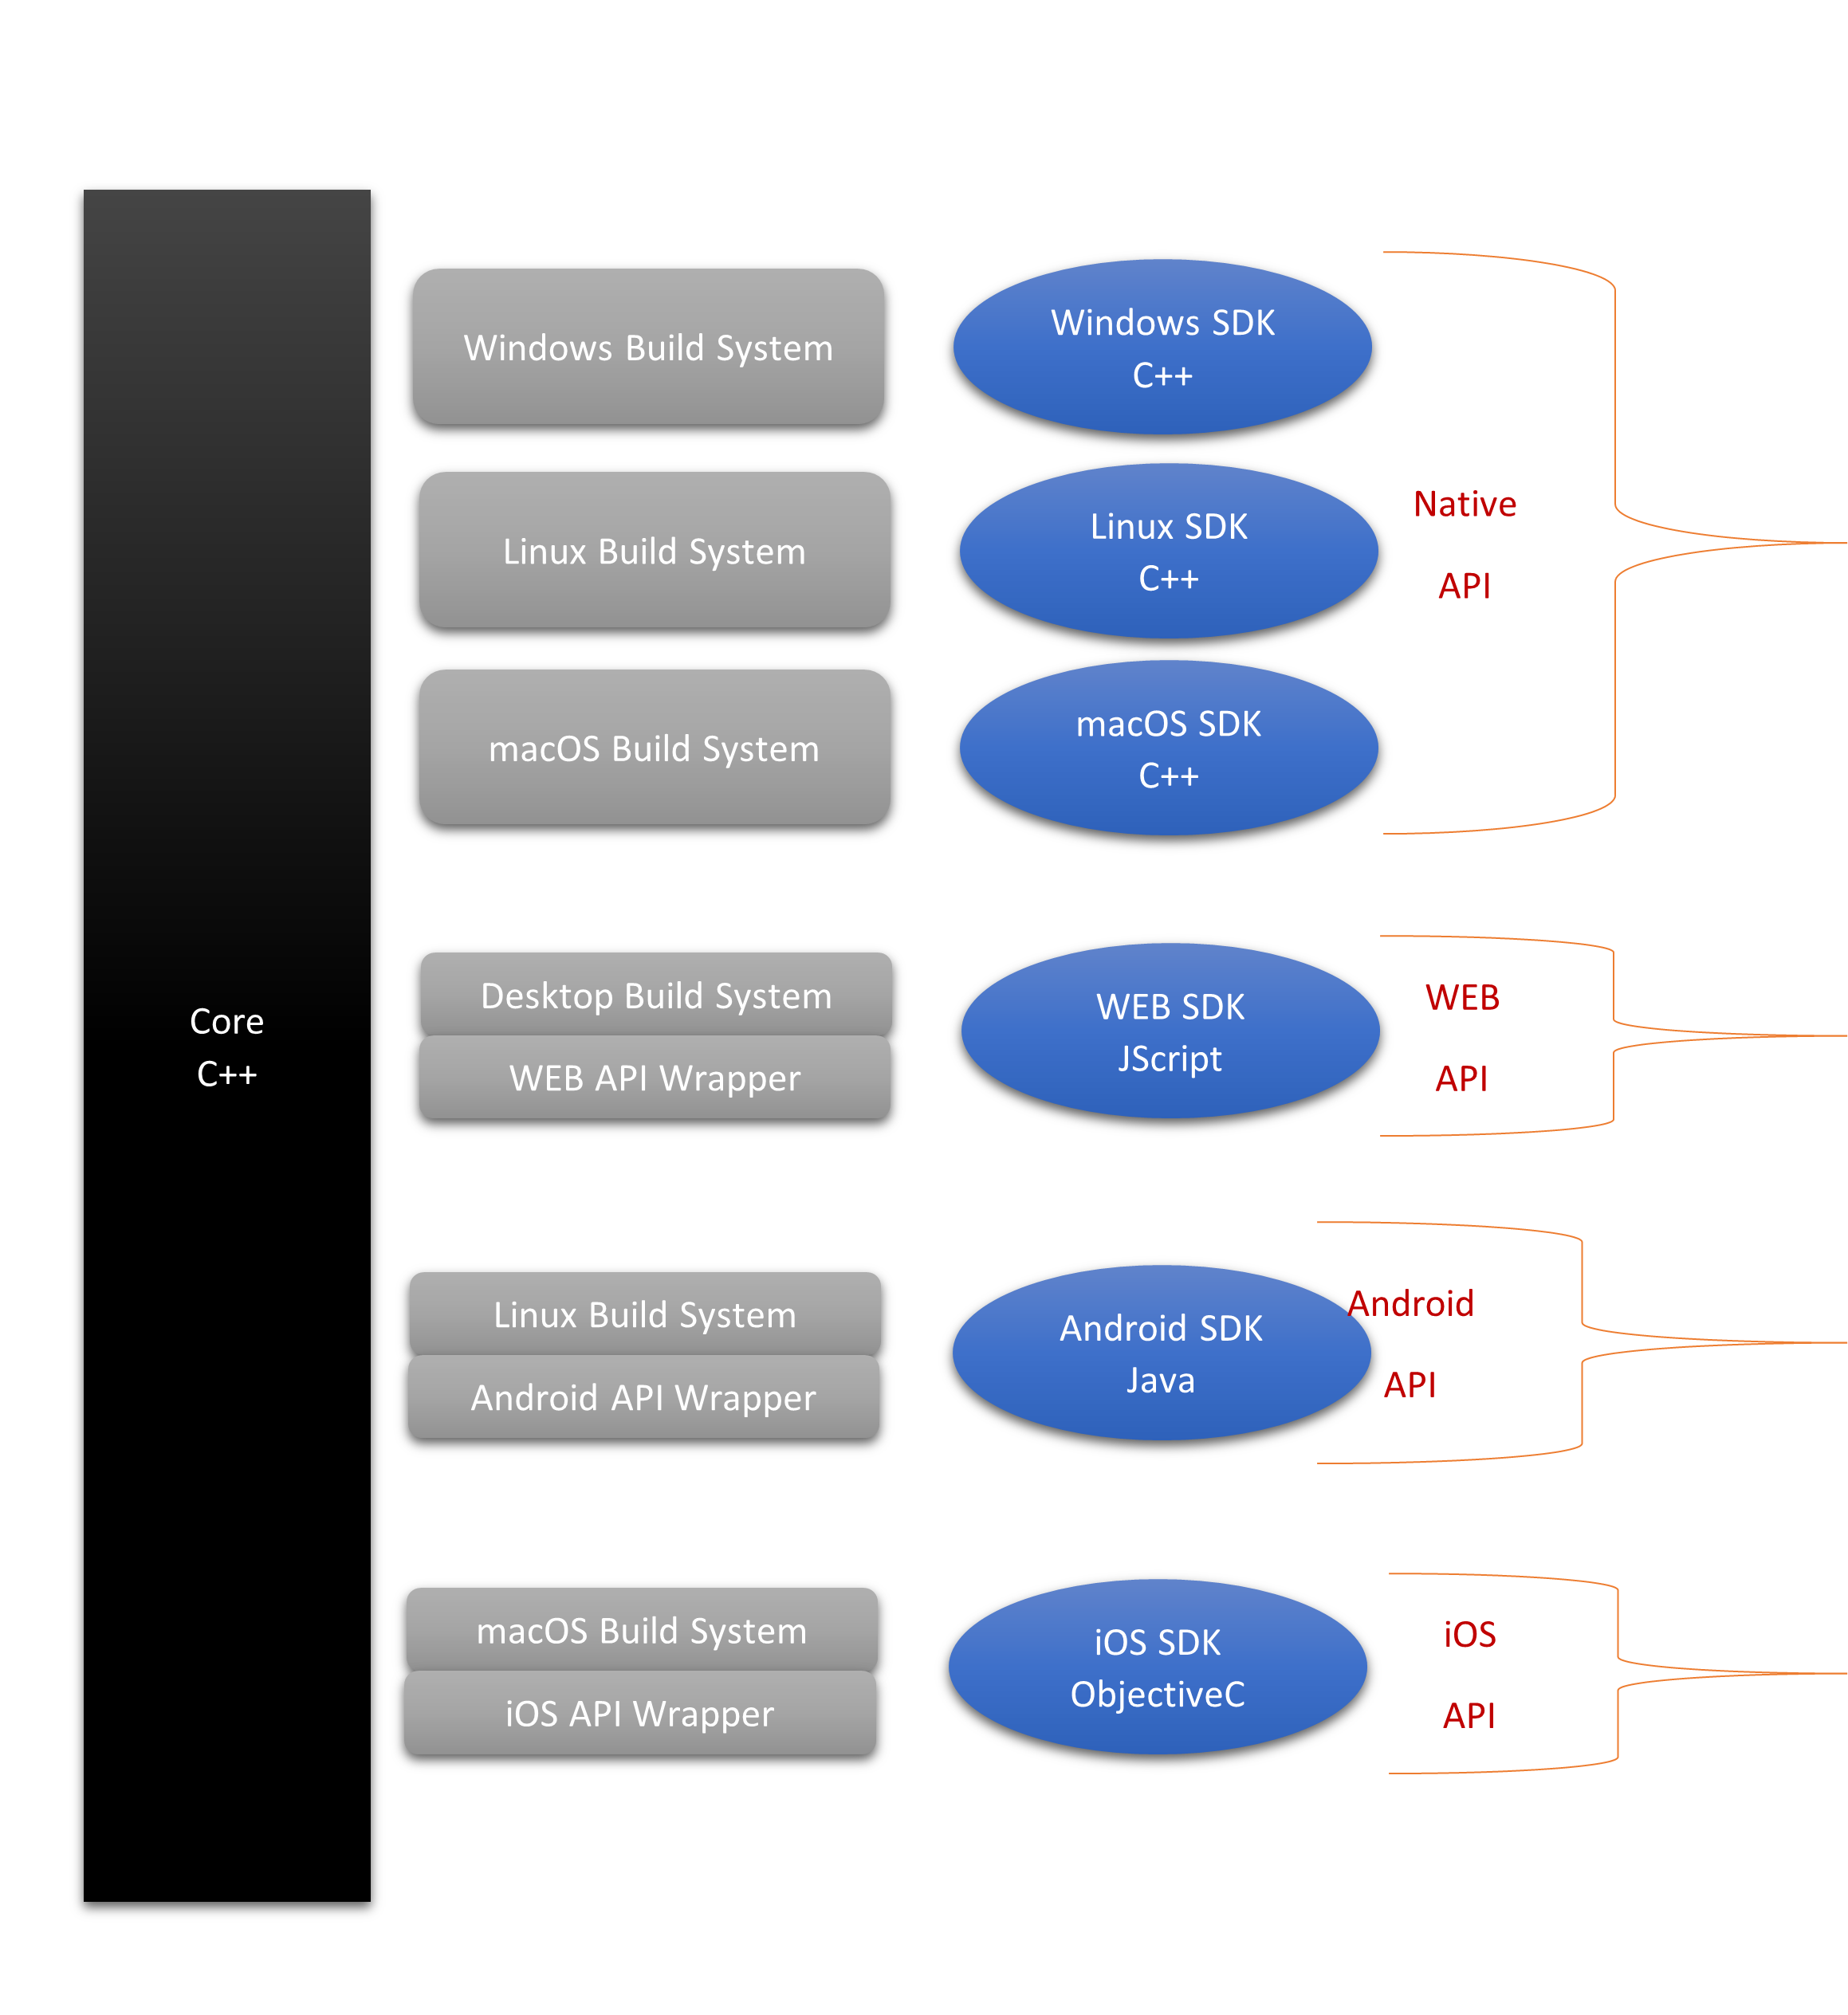 Core
C++
Windows Build System
Windows SDK
C++
Linux Build System
Linux SDK
C++
macOS Build System
macOS SDK
C++
Native
API
Desktop Build System
WEB API Wrapper
WEB SDK
JScript
WEB
API
Linux Build System
Android API Wrapper
Android SDK
Java
Android
API
macOS Build System
iOS API Wrapper
iOS SDK
ObjectiveC
iOS
API